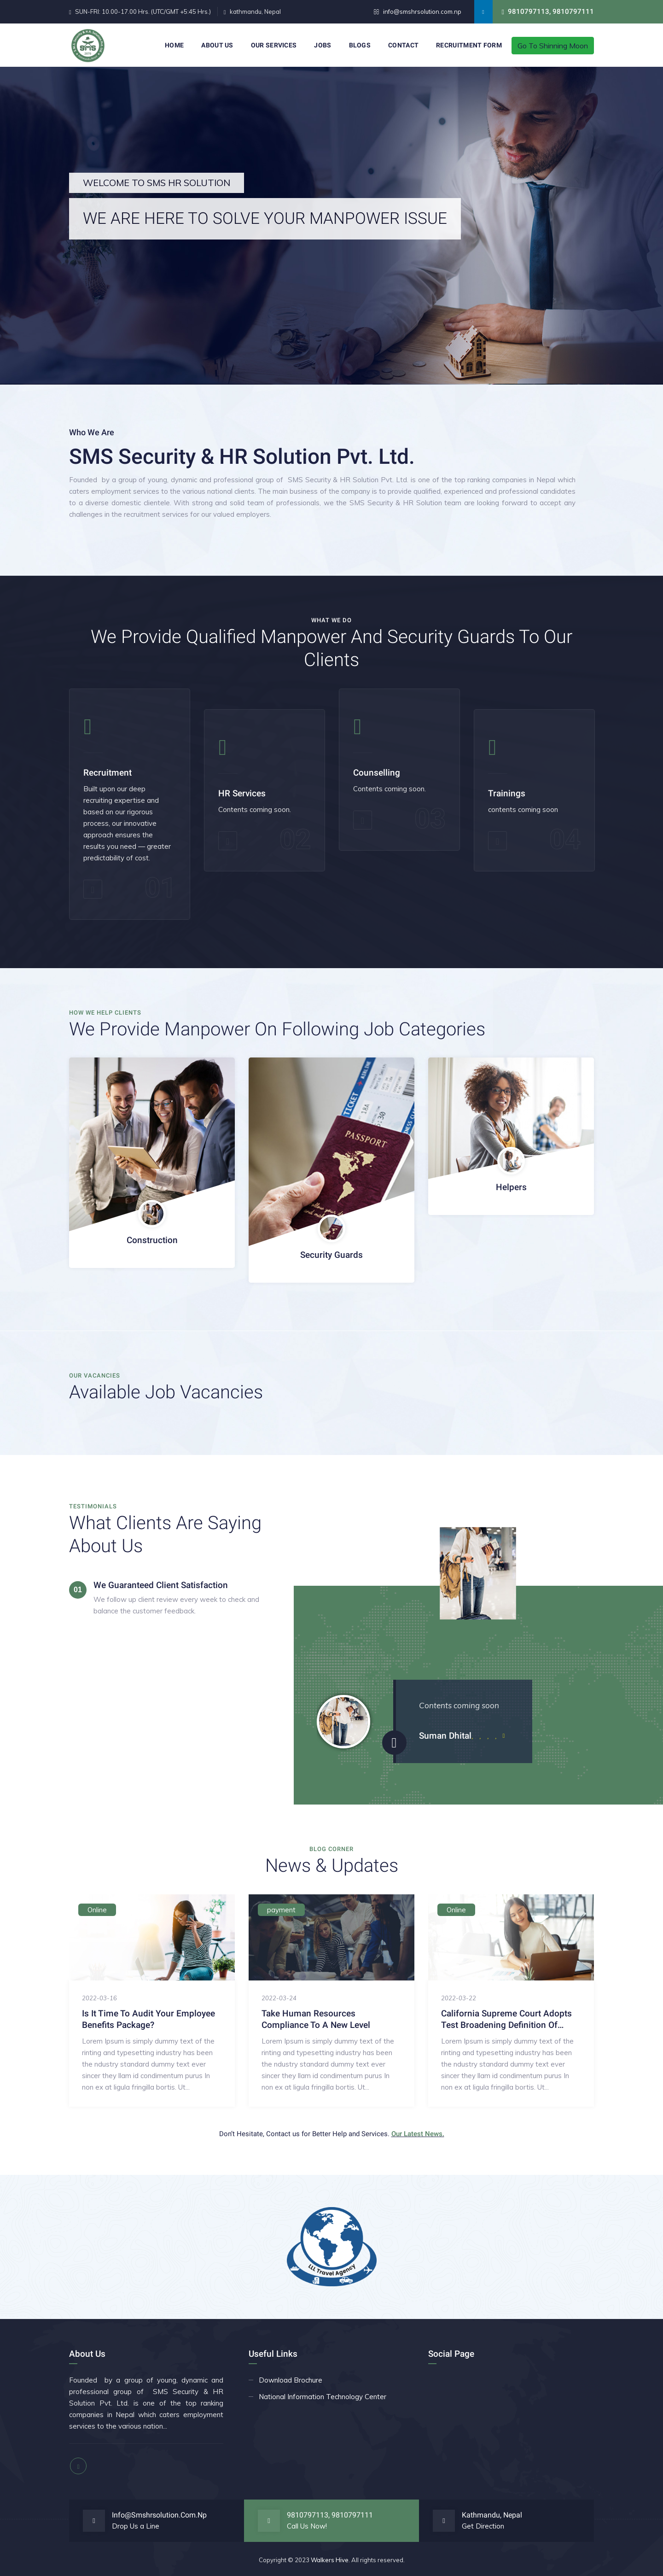 SUN-FRI: 10.00-17.00 Hrs. (UTC/GMT +5:45 Hrs.)
kathmandu, Nepal
info@smshrsolution.com.np
9810797113, 9810797111
SMS
HOME
ABOUT US
OUR SERVICES
JOBS
BLOGS
CONTACT
RECRUITMENT FORM
Go To Shinning Moon
WELCOME TO SMS HR SOLUTION
WE ARE HERE TO SOLVE YOUR MANPOWER ISSUE
Who We Are
SMS Security & HR Solution Pvt. Ltd.
Founded by a group of young, dynamic and professional group of SMS Security & HR Solution Pvt. Ltd. is one of the top ranking companies in Nepal which
caters employment services to the various national clients. The main business of the company is to provide qualified, experienced and professional candidates
to a diverse domestic clientele. With strong and solid team of professionals, we the SMS Security & HR Solution team are looking forward to accept any
challenges in the recruitment services for our valued employers.
WHAT WE DO
We Provide Qualified Manpower And Security Guards To Our
Clients
Recruitment
Built upon our deep
recruiting expertise and
based on our rigorous
process, our innovative
approach ensures the
results you need — greater
predictability of cost.
01
HR Services
Contents coming soon.
02
Counselling
Contents coming soon.
03
Trainings
contents coming soon
04
HOW WE HELP CLIENTS
We Provide Manpower On Following Job Categories
PASSPORT
TICKET
Construction
Security Guards
Helpers
OUR VACANCIES
Available Job Vacancies
TESTIMONIALS
What Clients Are Saying
About Us
01
We Guaranteed Client Satisfaction
We follow up client review every week to check and
balance the customer feedback.
Contents coming soon
Suman Dhital
BLOG CORNER
News & Updates
Online
2022-03-16
Is It Time To Audit Your Employee
Benefits Package?
Lorem Ipsum is simply dummy text of the
rinting and typesetting industry has been
the ndustry standard dummy text ever
sincer they llam id condimentum purus In
non ex at ligula fringilla bortis. Ut...
payment
2022-03-24
Take Human Resources
Compliance To A New Level
Lorem Ipsum is simply dummy text of the
rinting and typesetting industry has been
the ndustry standard dummy text ever
sincer they llam id condimentum purus In
non ex at ligula fringilla bortis. Ut...
Online
2022-03-22
California Supreme Court Adopts
Test Broadening Definition Of...
Lorem Ipsum is simply dummy text of the
rinting and typesetting industry has been
the ndustry standard dummy text ever
sincer they llam id condimentum purus In
non ex at ligula fringilla bortis. Ut...
Don't Hesitate, Contact us for Better Help and Services. Our Latest News.
LLL Travel Agency
About Us
Founded by a group of young, dynamic and
professional group of SMS Security & HR
Solution Pvt. Ltd. is one of the top ranking
companies in Nepal which caters employment
services to the various nation...
Useful Links
Download Brochure
National Information Technology Center
Social Page
Info@Smshrsolution.Com.Np
Drop Us a Line
9810797113, 9810797111
Call Us Now!
Kathmandu, Nepal
Get Direction
Copyright © 2023 Walkers Hive. All rights reserved.